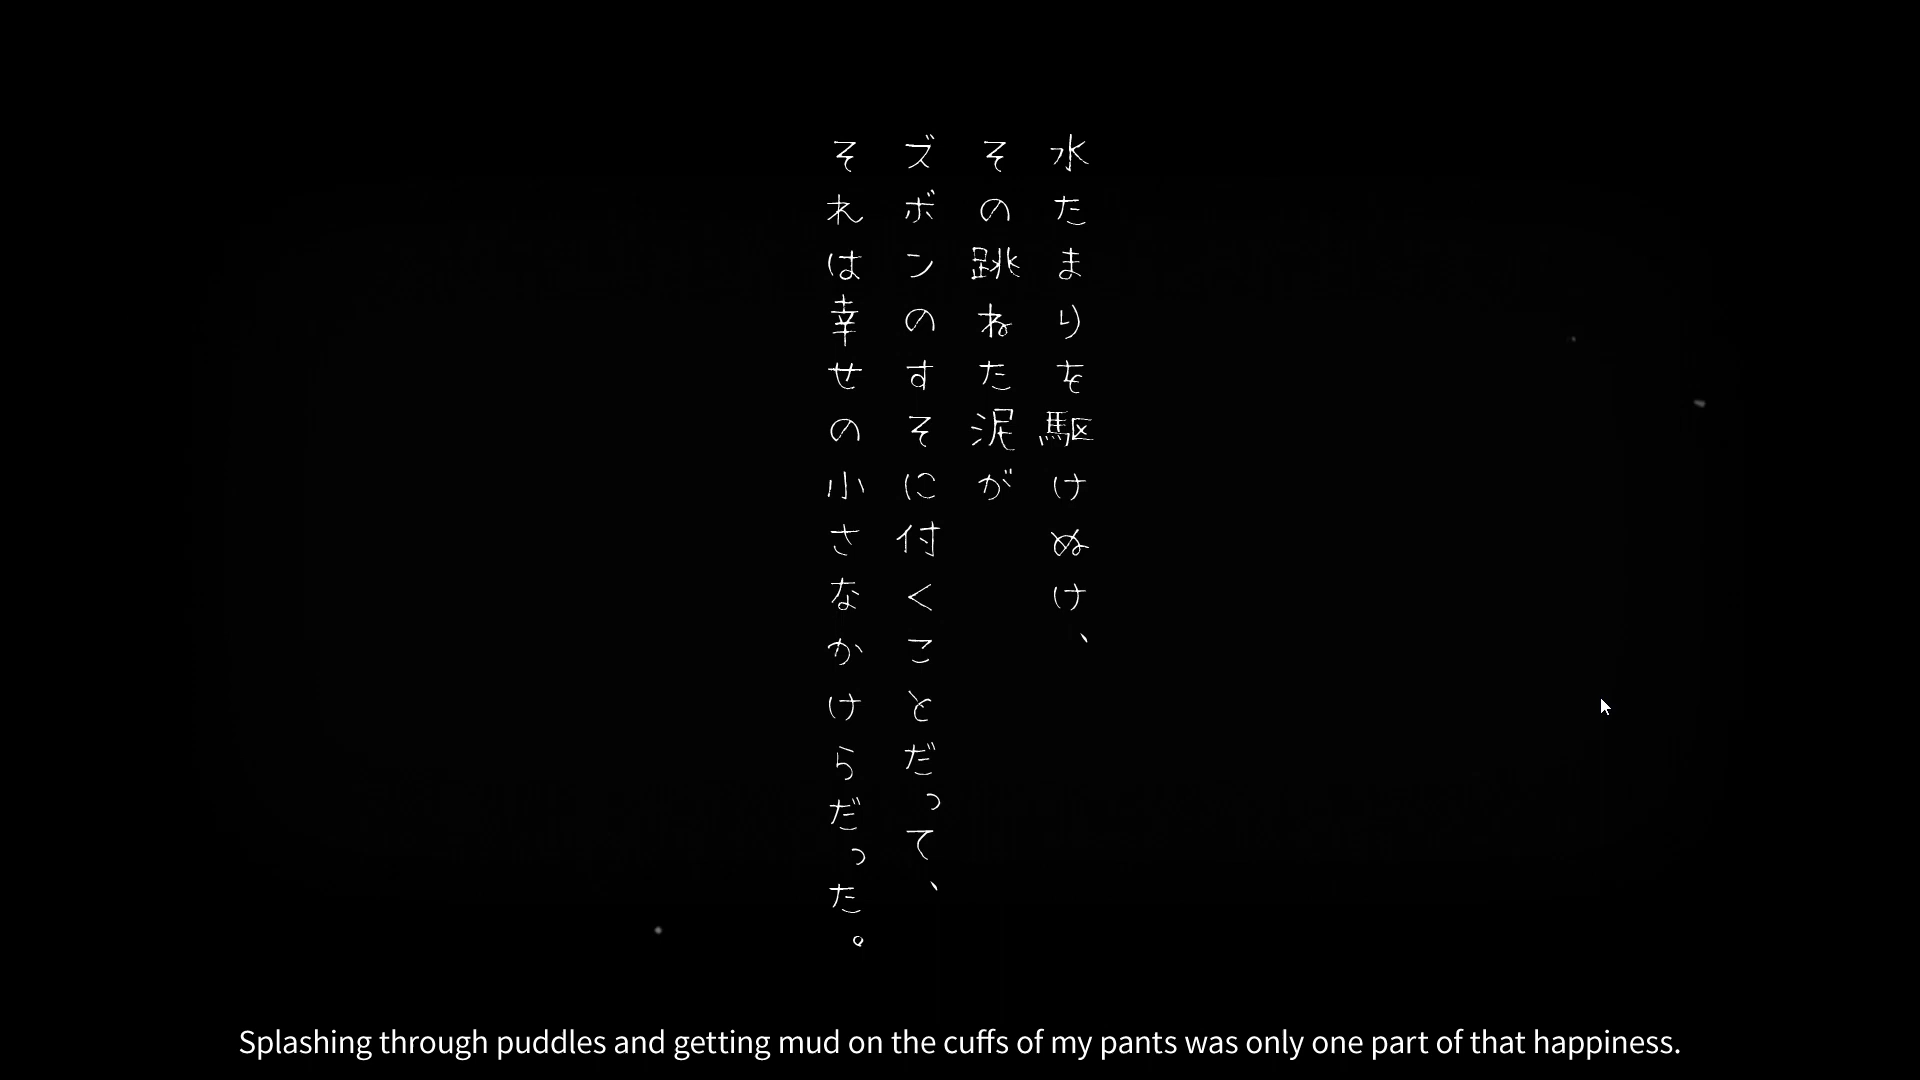 水たまりを駆けぬけ、
その跳ねた泥が
ズボンのすそに付くことだって、
それは幸せの小さなかけらだった。
Splashing through puddles and getting mud on the cuffs of my pants was only one part of that happiness.